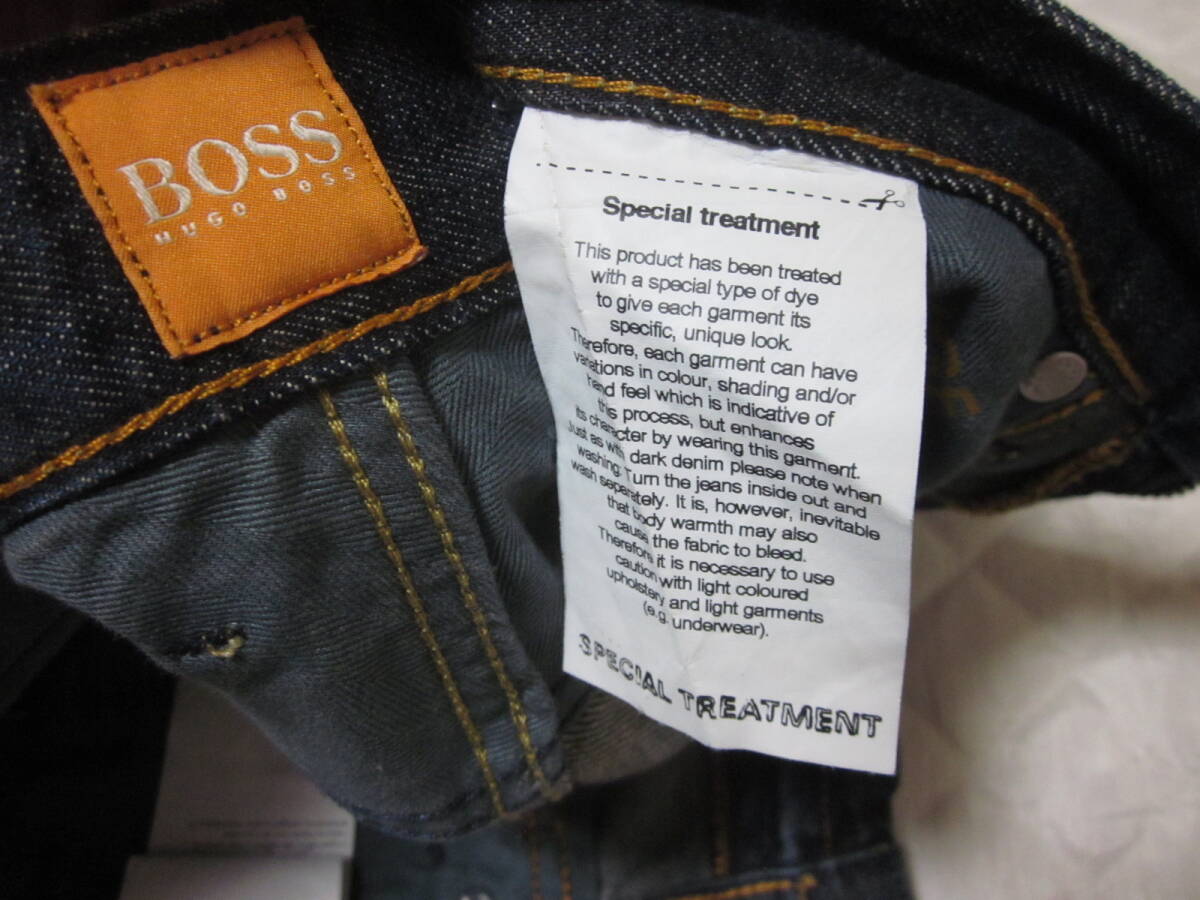 BOSS
HUGO BOSS
Special treatment
This product has been treated
with a special type of dye
to give each garment its
specific, unique look.
Therefore, each garment can have
variations in colour, shading and/or
hand feel which is indicative of
this process, but enhances
its character by wearing this garment.
Just as with dark denim please note when
washing: Turn the jeans inside out and
wash separately. It is, however, inevitable
that body warmth may also
cause the fabric to bleed.
Therefore it is necessary to use
caution with light coloured
upholstery and light garments
(e.g. underwear).
SPECIAL TREATMENT